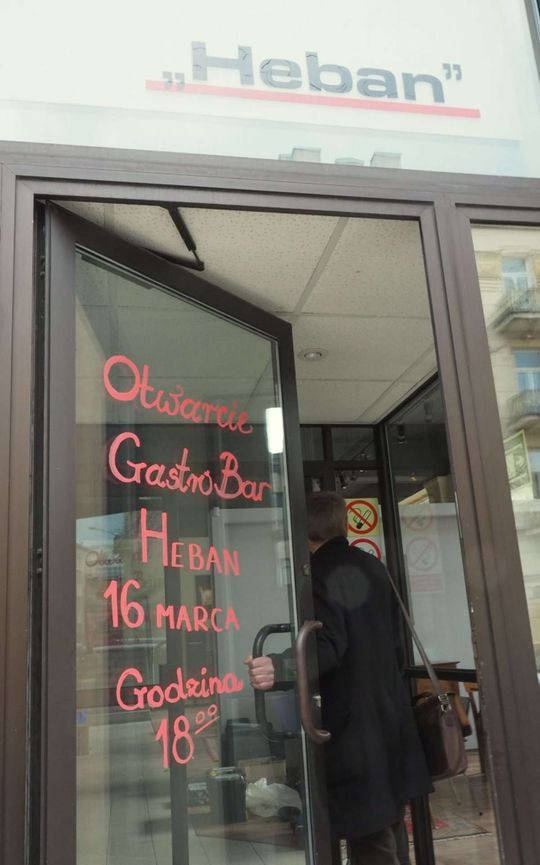 „Heban”
Otwarcie
Gastro Bar
HEBAN
16 MARCA
Godzina
18⁰⁰